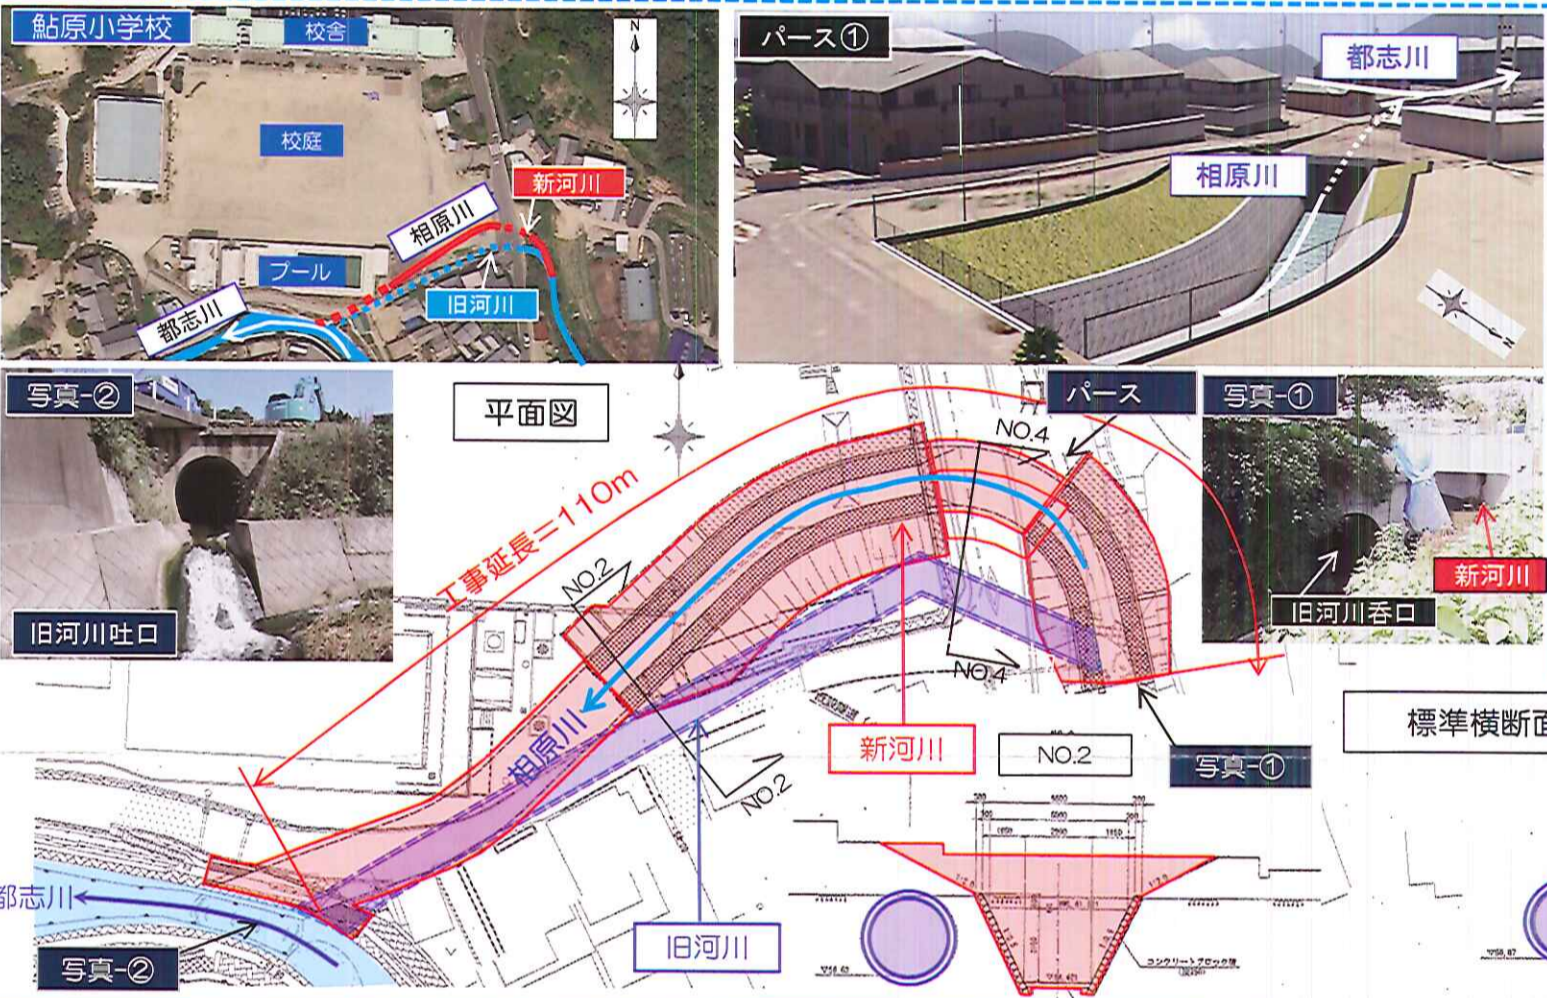 鮎原小学校
校舎
N
校庭
新河川
相原川
プール
旧河川
都志川
パース①
都志川
相原川
N
写真-②
旧河川吐口
平面図
パース
写真-①
新河川
旧河川呑口
工事延長=110m
NO.4
NO.2
NO.4
相原川
NO.2
新河川
NO.2
写真-①
標準横断面
都志川
写真-②
旧河川
コンクリートブロック積